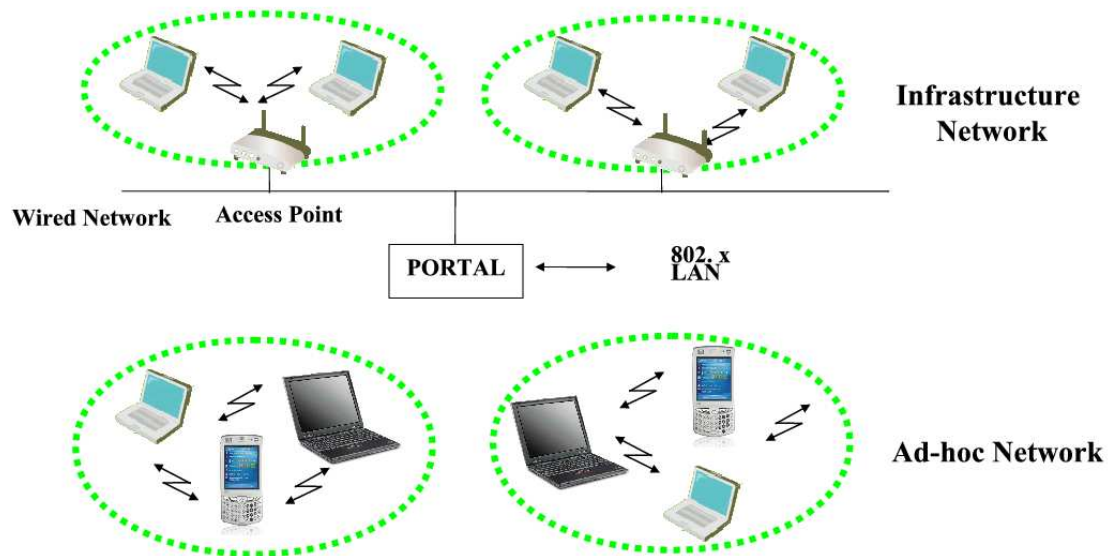 Infrastructure
Network
Wired Network
Access Point
PORTAL
802. x
LAN
Ad-hoc Network